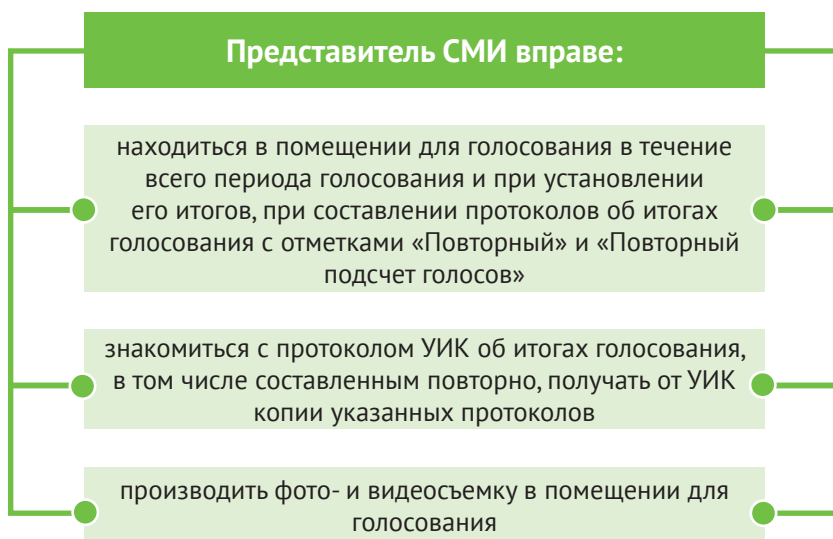 Представитель СМИ вправе:
находиться в помещении для голосования в течение
всего периода голосования и при установлении
его итогов, при составлении протоколов об итогах
голосования с отметками «Повторный» и «Повторный
подсчет голосов»
знакомиться с протоколом УИК об итогах голосования,
в том числе составленным повторно, получать от УИК
копии указанных протоколов
производить фото- и видеосъемку в помещении для
голосования